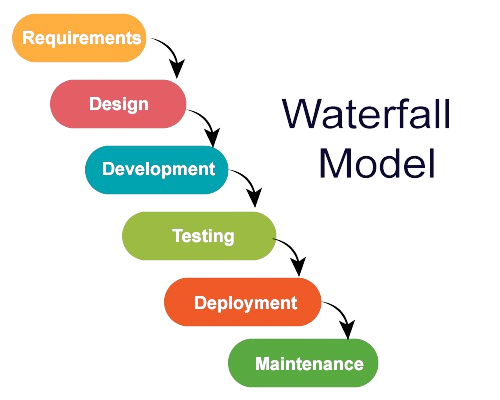 Requirements
Design
Waterfall
Model
Development
Testing
Deployment
Maintenance